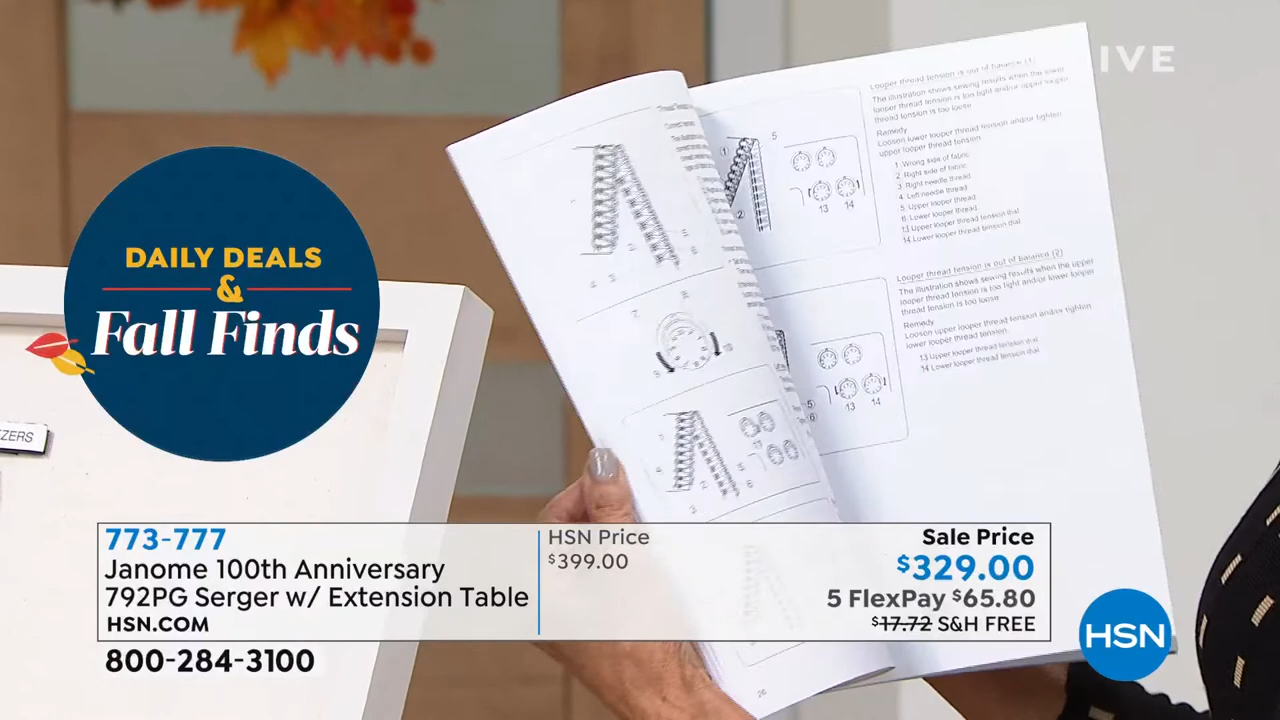 IVE
DAILY DEALS
&
Fall Finds
ZERS
Looper thread tension is out of balance (1)
The illustration shows sewing results when the lower
looper thread tension is too tight and/or upper looper
thread tension is too loose
Remedy
Loosen lower looper thread tension and/or tighten
upper looper thread tension
1 Wrong side of fabric
2 Right side of fabric
3 Right needle thread
4 Left needle thread
5 Upper looper thread
6 Lower looper thread
13 Upper looper thread tension dial
14 Lower looper thread tension dial
5
13 14
Looper thread tension is out of balance (2)
The illustration shows sewing results when the upper
looper thread tension is too tight and/or lower looper
thread tension is too loose
Remedy
Loosen upper looper thread tension and/or tighten
lower looper thread tension.
13 Upper looper thread tension dial
14 Lower looper thread tension dial
13 14
26
773-777
Janome 100th Anniversary
792PG Serger w/ Extension Table
HSN.COM
HSN Price
$399.00
Sale Price
$329.00
5 FlexPay $65.80
$17.72 S&H FREE
800-284-3100
HSN